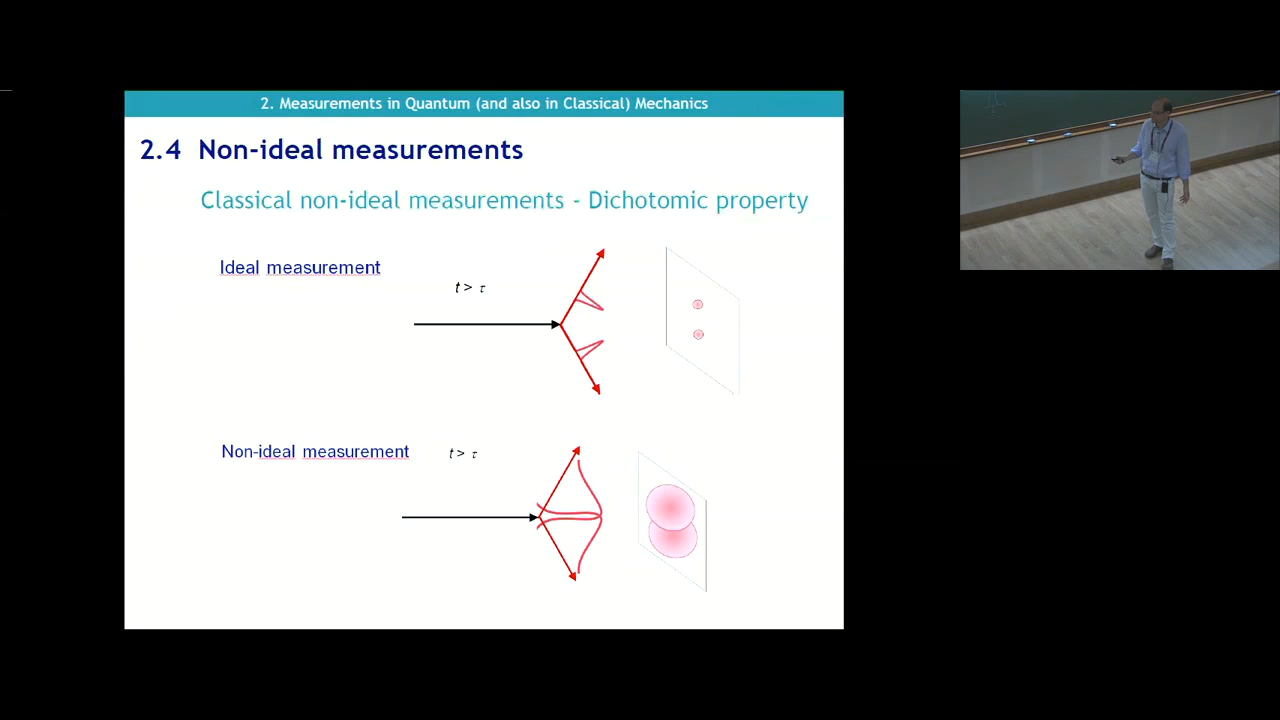 2. Measurements in Quantum (and also in Classical) Mechanics
2.4 Non-ideal measurements
Classical non-ideal measurements - Dichotomic property
Ideal measurement
t > τ
Non-ideal measurement
t > τ